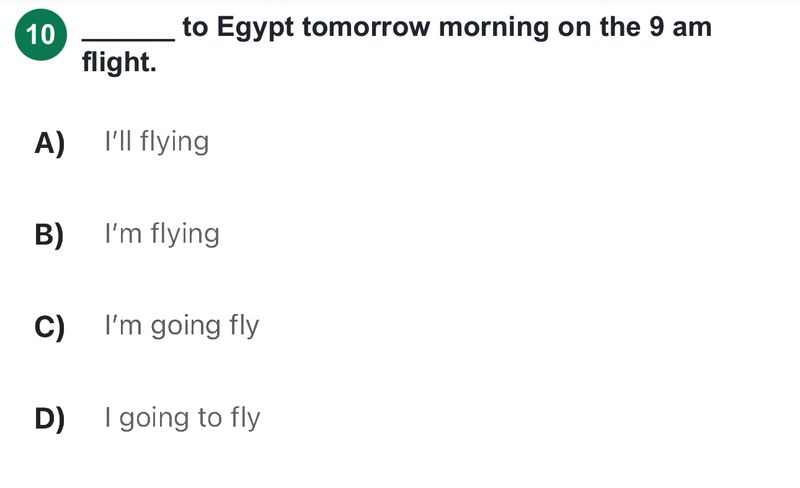 10 ______ to Egypt tomorrow morning on the 9 am
flight.
A) I'll flying
B) I'm flying
C) I'm going fly
D) I going to fly